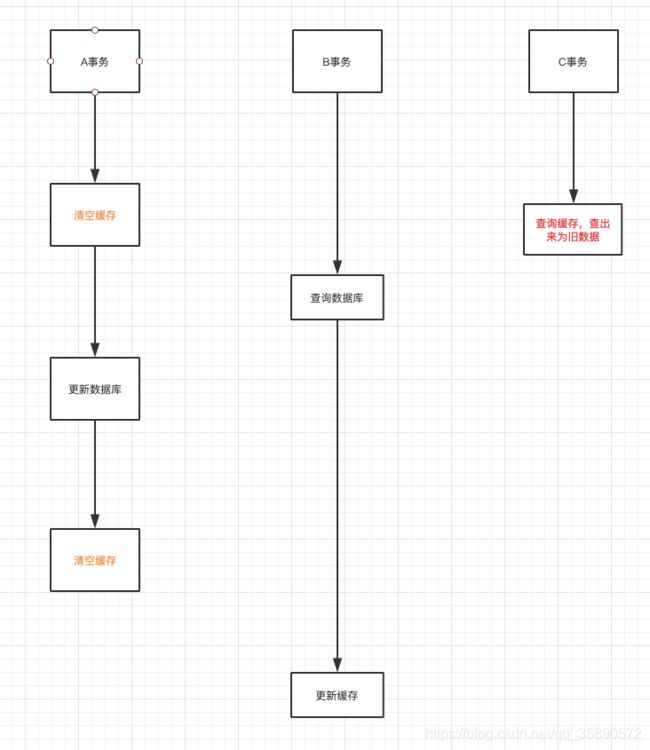 A事务
B事务
C事务
清空缓存
查询缓存，查出
来为旧数据
查询数据库
更新数据库
清空缓存
更新缓存
https://blog.csdn.net/qq_35890572